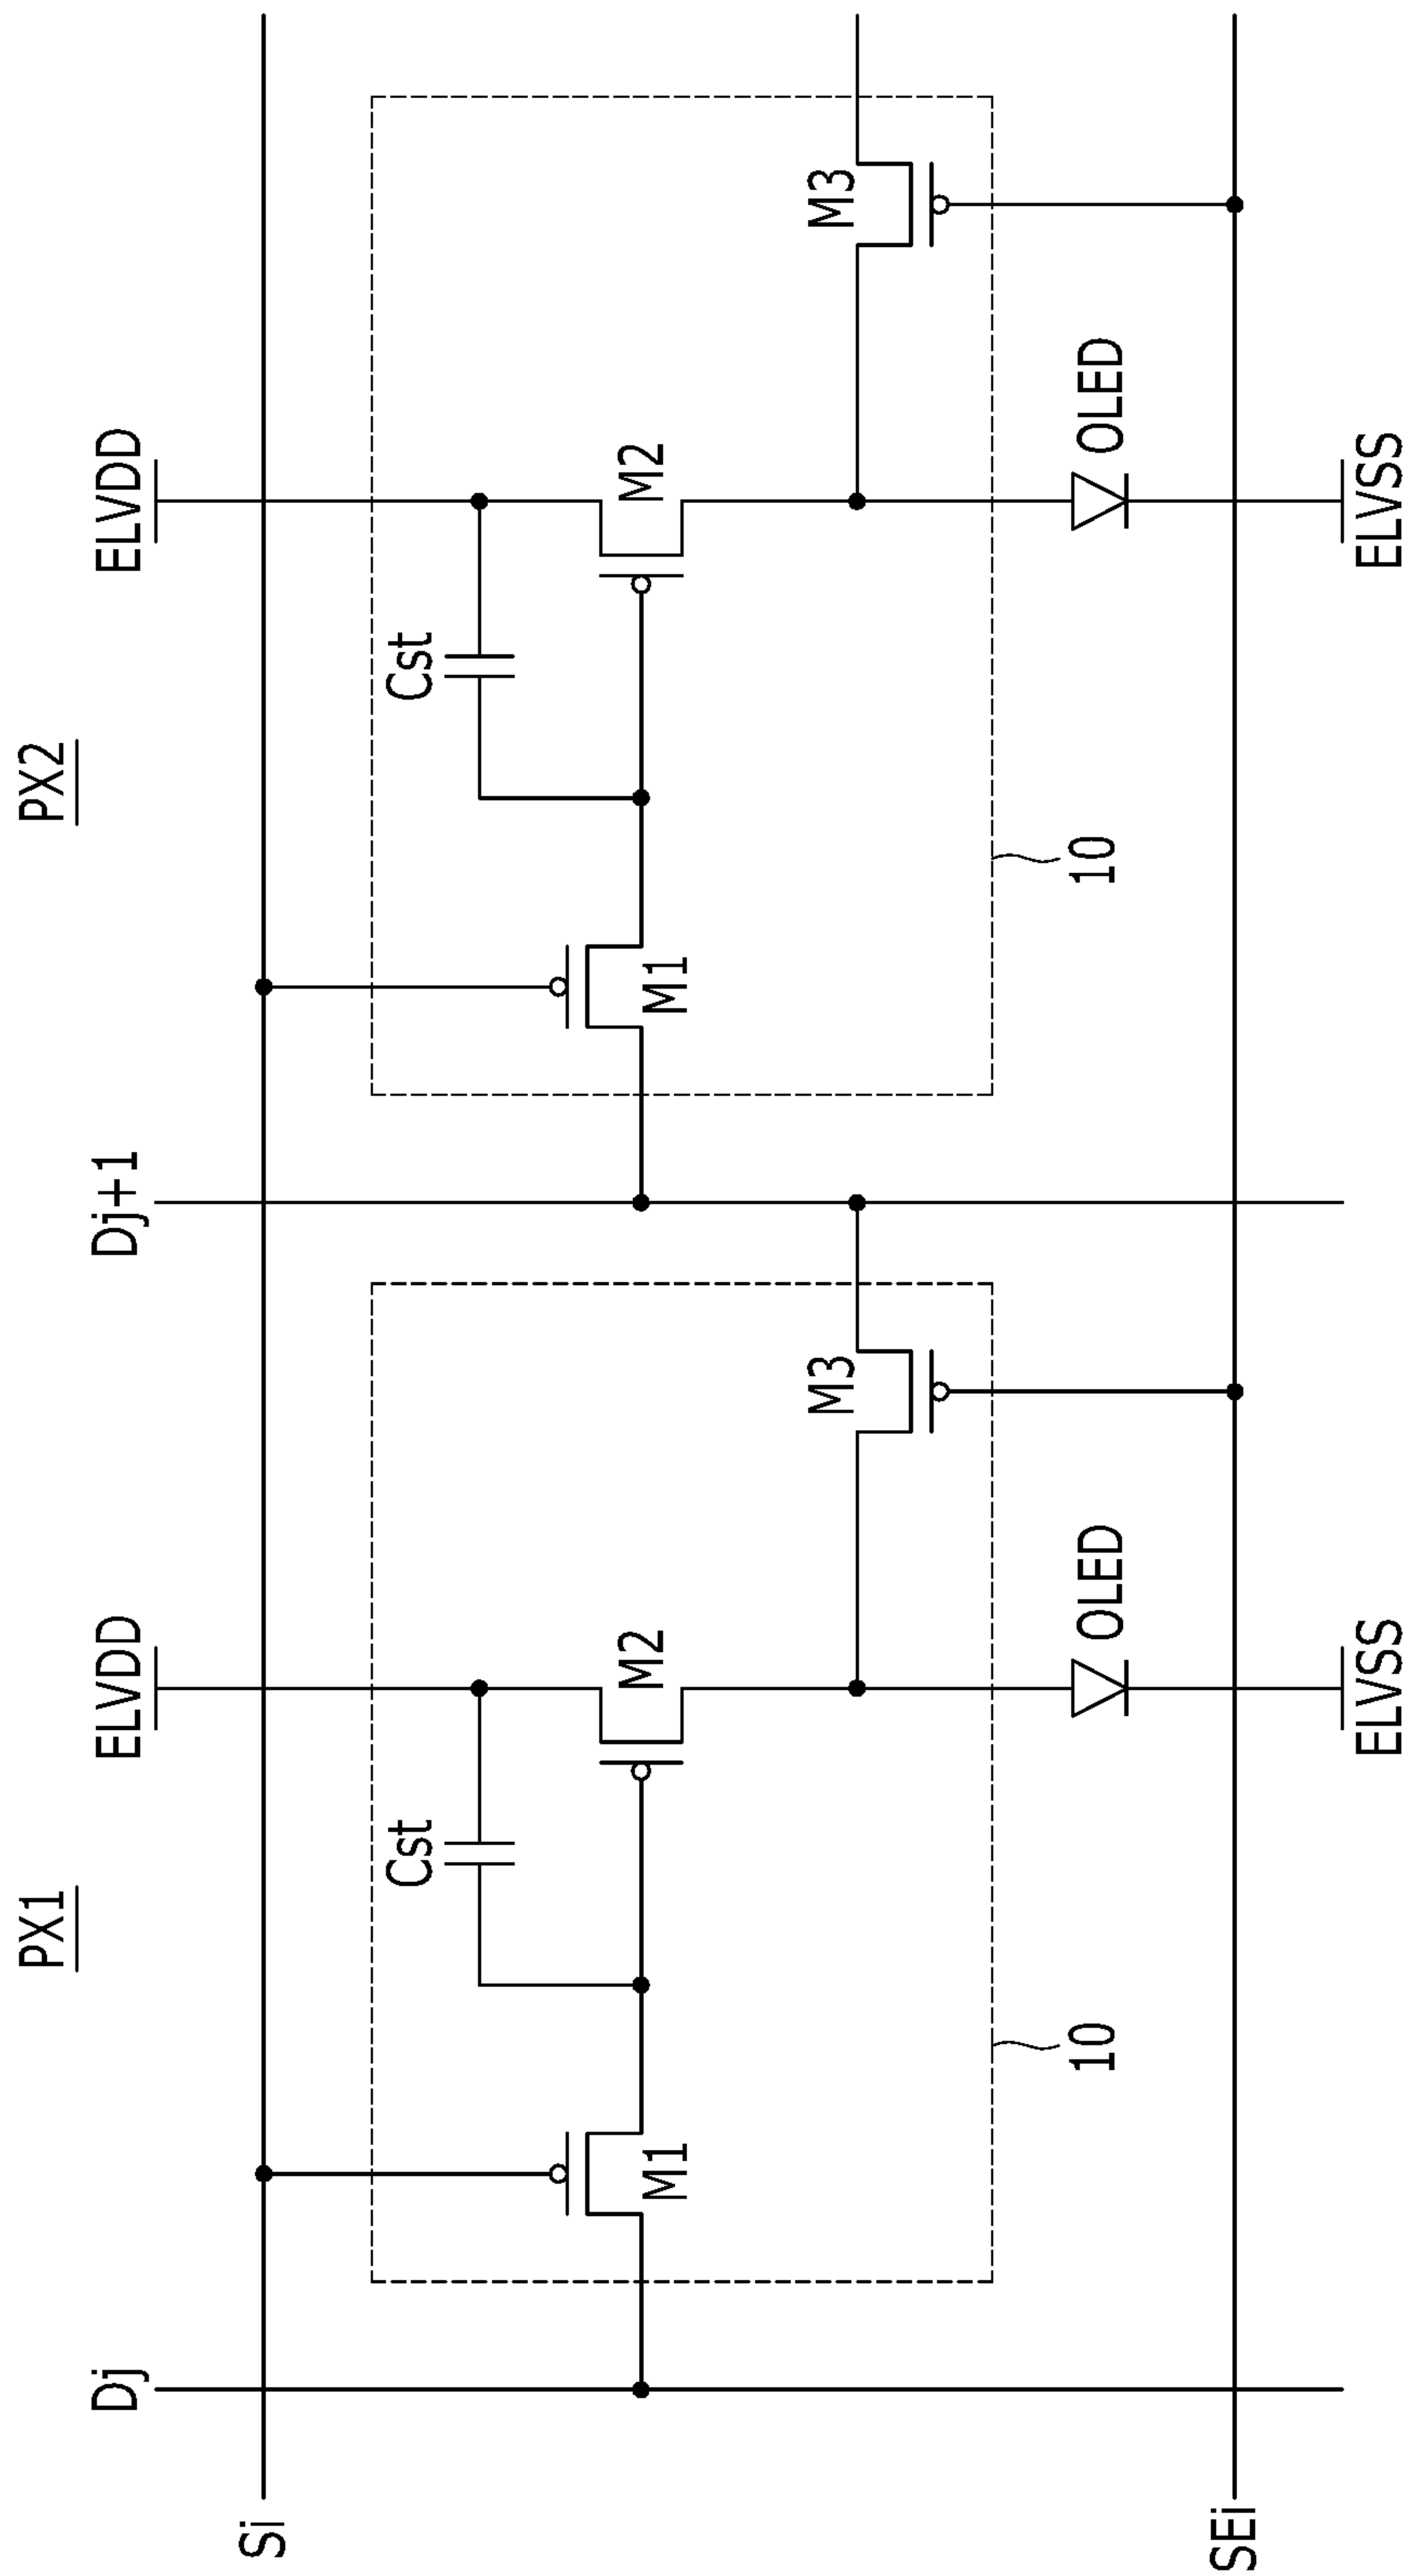 PX1
PX2
Dj
ELVDD
Dj+1
ELVDD
Si
Cst
Cst
M1
M2
M1
M2
M3
M3
10
OLED
10
OLED
SEi
ELVSS
ELVSS